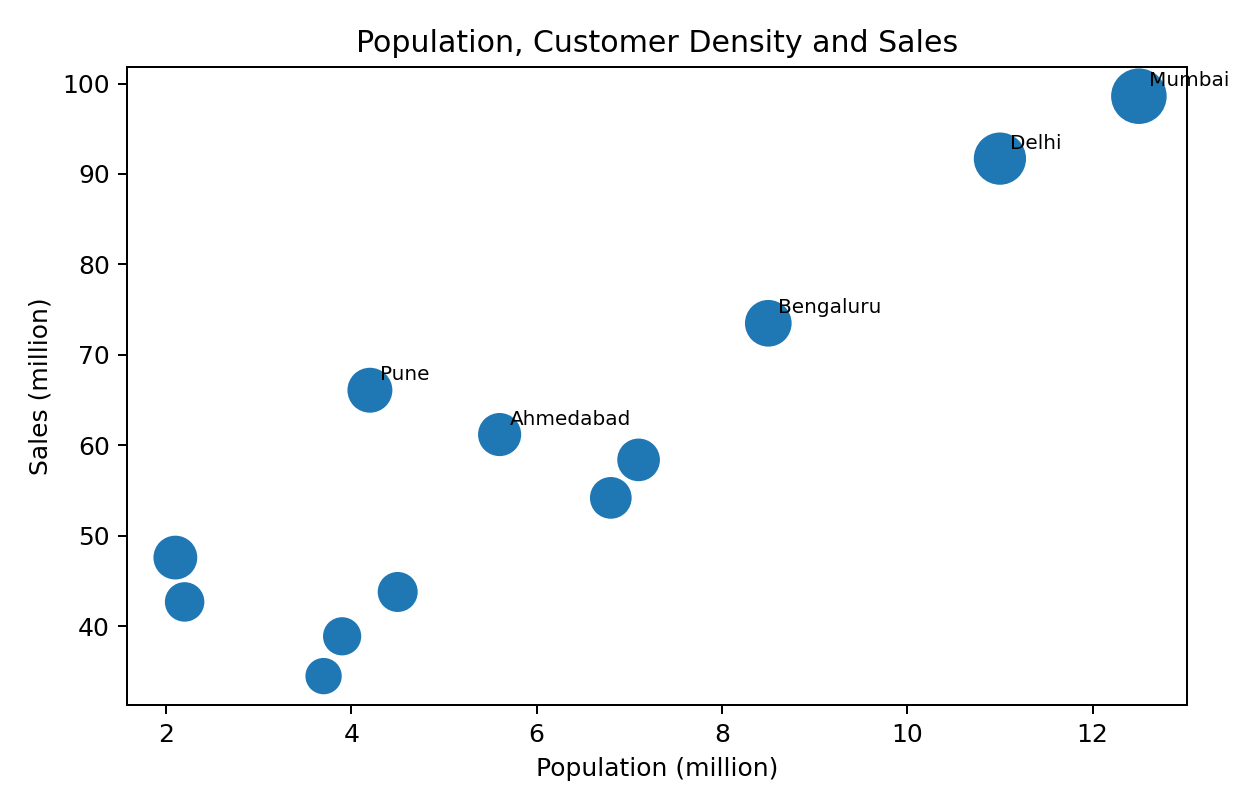 Population, Customer Density and Sales
100
Mumbai
90
Delhi
80
Bengaluru
70
Pune
Ahmedabad
60
50
40
Sales (million)
2 4 6 8 10 12
Population (million)